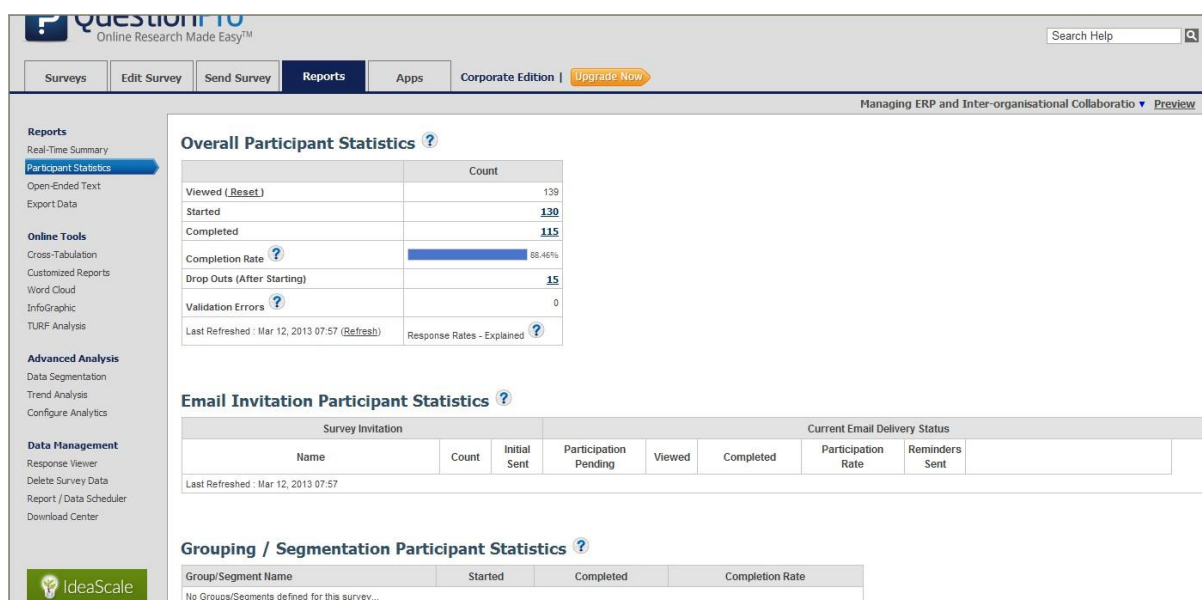 QuestionPro
Online Research Made Easy™
Search Help
Surveys
Edit Survey
Send Survey
Reports
Apps
Corporate Edition |
Upgrade Now
Managing ERP and Inter-organisational Collaboratio ▼ Preview
Reports
Real-Time Summary
Participant Statistics
Open-Ended Text
Export Data
Online Tools
Cross-Tabulation
Customized Reports
Word Cloud
InfoGraphic
TURF Analysis
Advanced Analysis
Data Segmentation
Trend Analysis
Configure Analytics
Data Management
Response Viewer
Delete Survey Data
Report / Data Scheduler
Download Center
IdeaScale
Overall Participant Statistics ?
Count
Viewed ( Reset ) 139
Started 130
Completed 115
Completion Rate ? 88.46%
Drop Outs (After Starting) 15
Validation Errors ? 0
Last Refreshed : Mar 12, 2013 07:57 (Refresh) Response Rates - Explained ?
Email Invitation Participant Statistics ?
Survey Invitation Current Email Delivery Status
Name Count Initial Sent Participation Pending Viewed Completed Participation Rate Reminders Sent
Last Refreshed : Mar 12, 2013 07:57
Grouping / Segmentation Participant Statistics ?
Group/Segment Name Started Completed Completion Rate
No Groups/Segments defined for this survey...